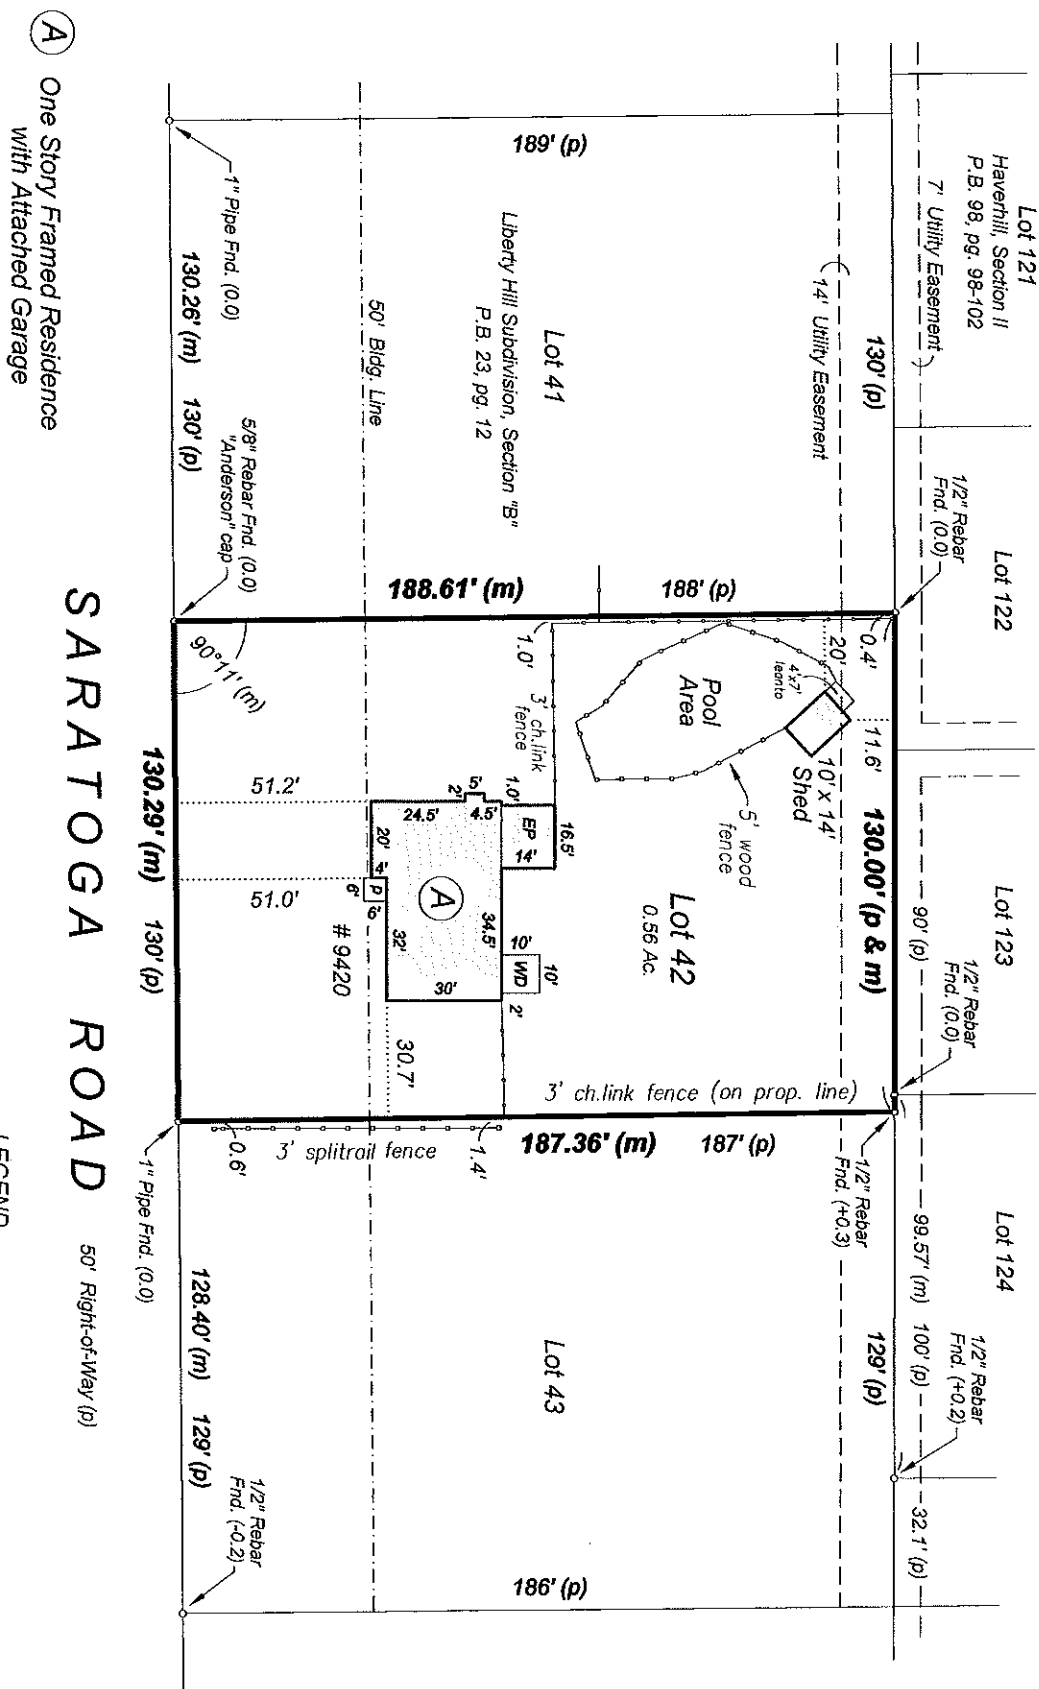 Lot 121
Haverhill, Section II
P.B. 98, pg. 98-102
7' Utility Easement
Lot 122
1/2" Rebar
Fnd. (0.0)
Lot 123
90' (p)
1/2" Rebar
Fnd. (0.0)
Lot 124
99.57' (m) 100' (p)
1/2" Rebar
Fnd. (+0.2)
32.1' (p)
130' (p)
14' Utility Easement
189' (p)
Lot 41
Liberty Hill Subdivision, Section "B"
P.B. 23, pg. 12
50' Bldg. Line
1" Pipe Fnd. (0.0)
130.26' (m) 130' (p)
5/8" Rebar Fnd. (0.0)
"Anderson" cap
188.61' (m) 188' (p)
0.4'
20'
4'x7'
leanto
11.6'
130.00' (p & m)
10' x 14'
Shed
Pool
Area
5' wood
fence
1.0'
3' ch.link
fence
Lot 42
0.56 Ac.
16.5'
EP
14'
1.0'
5'
2'
4.5'
24.5'
20'
4'
P
6'
6'
A
34.5'
32'
30'
10'
WD
10'
2'
# 9420
51.2'
51.0'
30.7'
90°11' (m)
130.29' (m) 130' (p)
3' ch.link fence (on prop. line)
187.36' (m) 187' (p)
3' splitrail fence
0.6'
1.4'
1/2" Rebar
Fnd. (+0.3)
129' (p)
Lot 43
186' (p)
1" Pipe Fnd. (0.0)
128.40' (m) 129' (p)
1/2" Rebar
Fnd. (-0.2)
SARATOGA ROAD
50' Right-of-Way (p)
A One Story Framed Residence
with Attached Garage
LEGEND